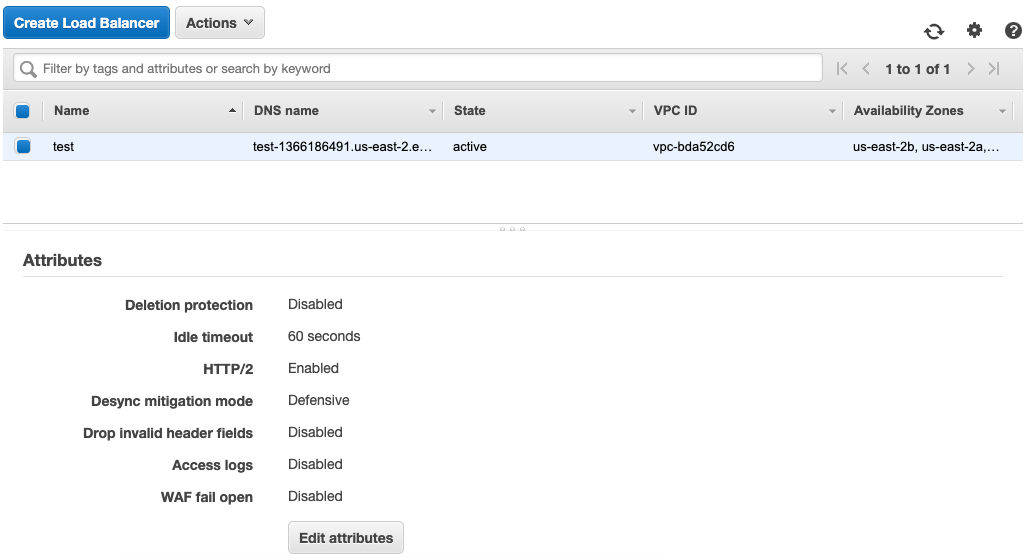 Create Load Balancer Actions
Filter by tags and attributes or search by keyword 1 to 1 of 1
Name DNS name State VPC ID Availability Zones
test test-1366186491.us-east-2.e... active vpc-bda52cd6 us-east-2b, us-east-2a,...
Attributes
Deletion protection Disabled
Idle timeout 60 seconds
HTTP/2 Enabled
Desync mitigation mode Defensive
Drop invalid header fields Disabled
Access logs Disabled
WAF fail open Disabled
Edit attributes